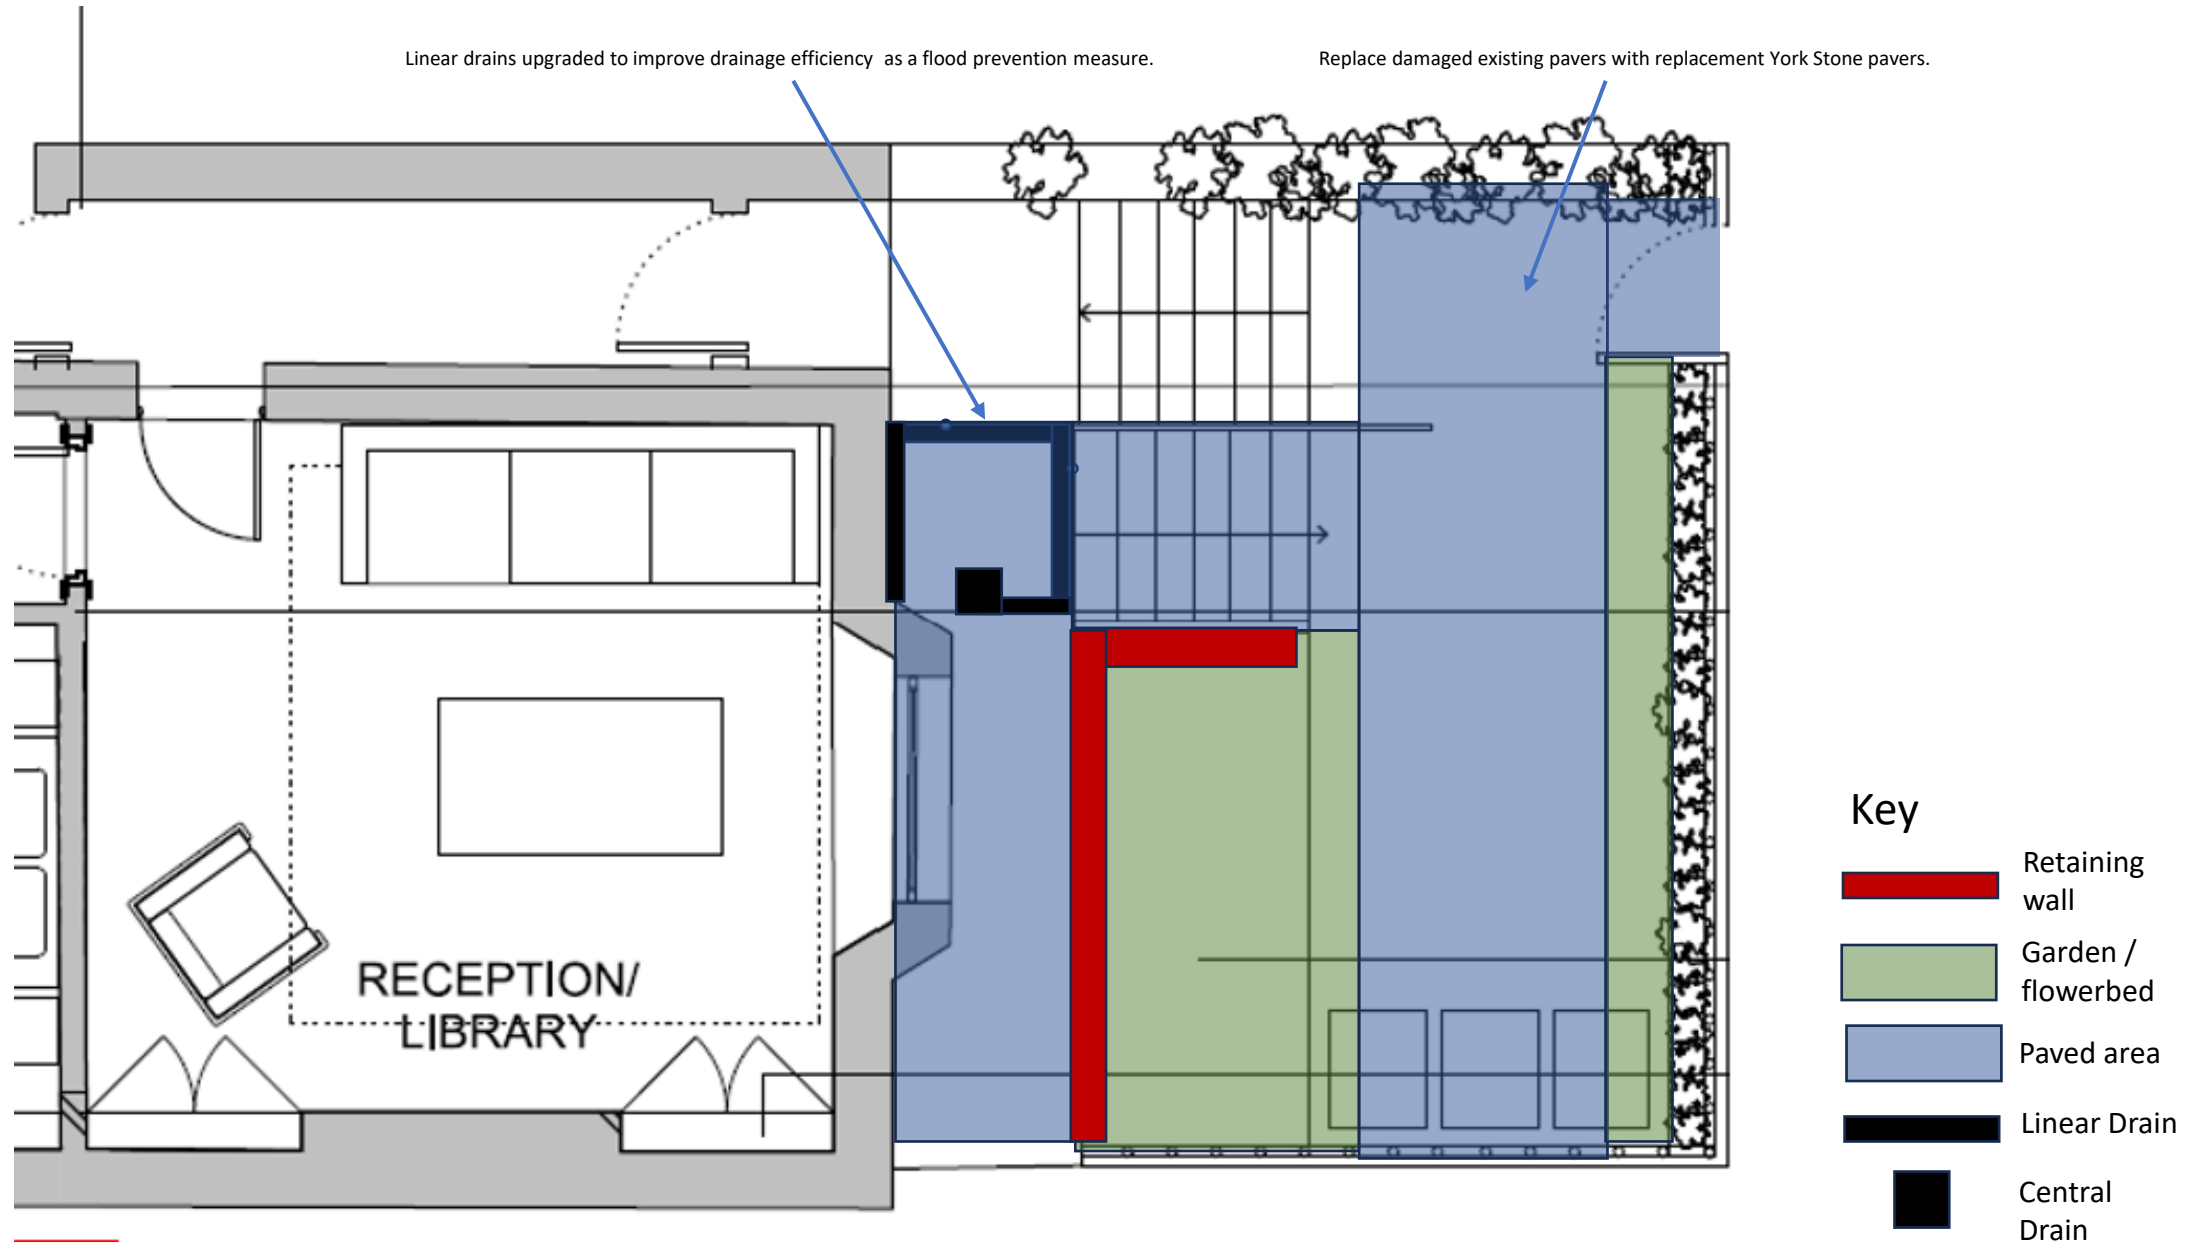 Linear drains upgraded to improve drainage efficiency  as a flood prevention measure.
Replace damaged existing pavers with replacement York Stone pavers.
RECEPTION/
LIBRARY
Key
Retaining
wall
Garden /
flowerbed
Paved area
Linear Drain
Central
Drain